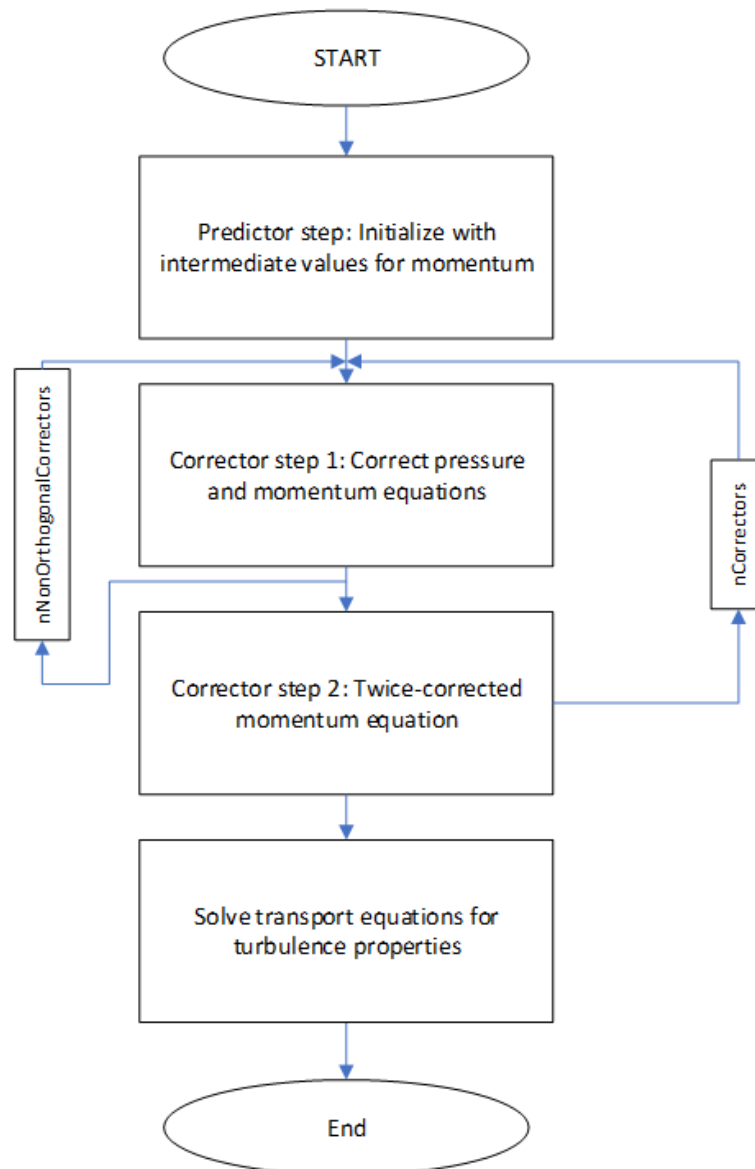 START
Predictor step: Initialize with
intermediate values for momentum
nNonOrthogonalCorrectors
Corrector step 1: Correct pressure
and momentum equations
nCorrectors
Corrector step 2: Twice-corrected
momentum equation
Solve transport equations for
turbulence properties
End